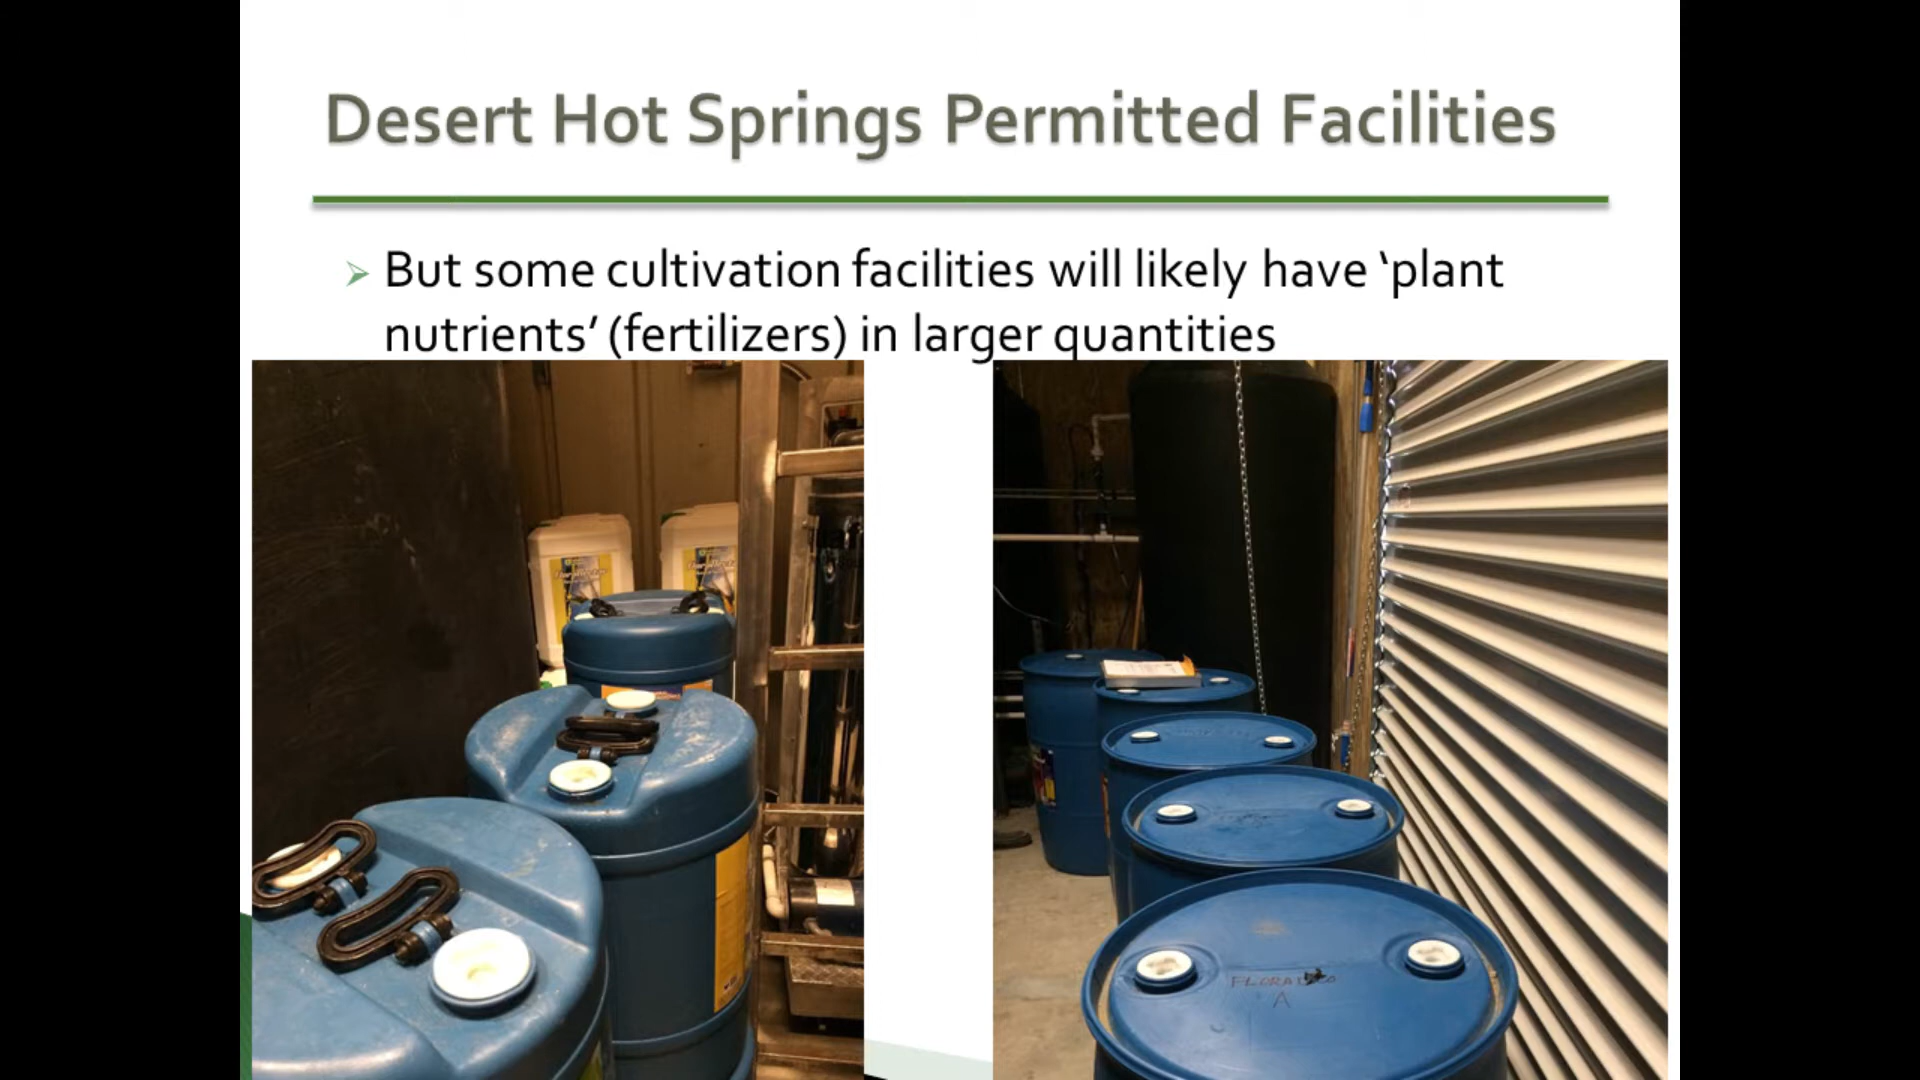 Desert Hot Springs Permitted Facilities
But some cultivation facilities will likely have ‘plant
nutrients’ (fertilizers) in larger quantities
A